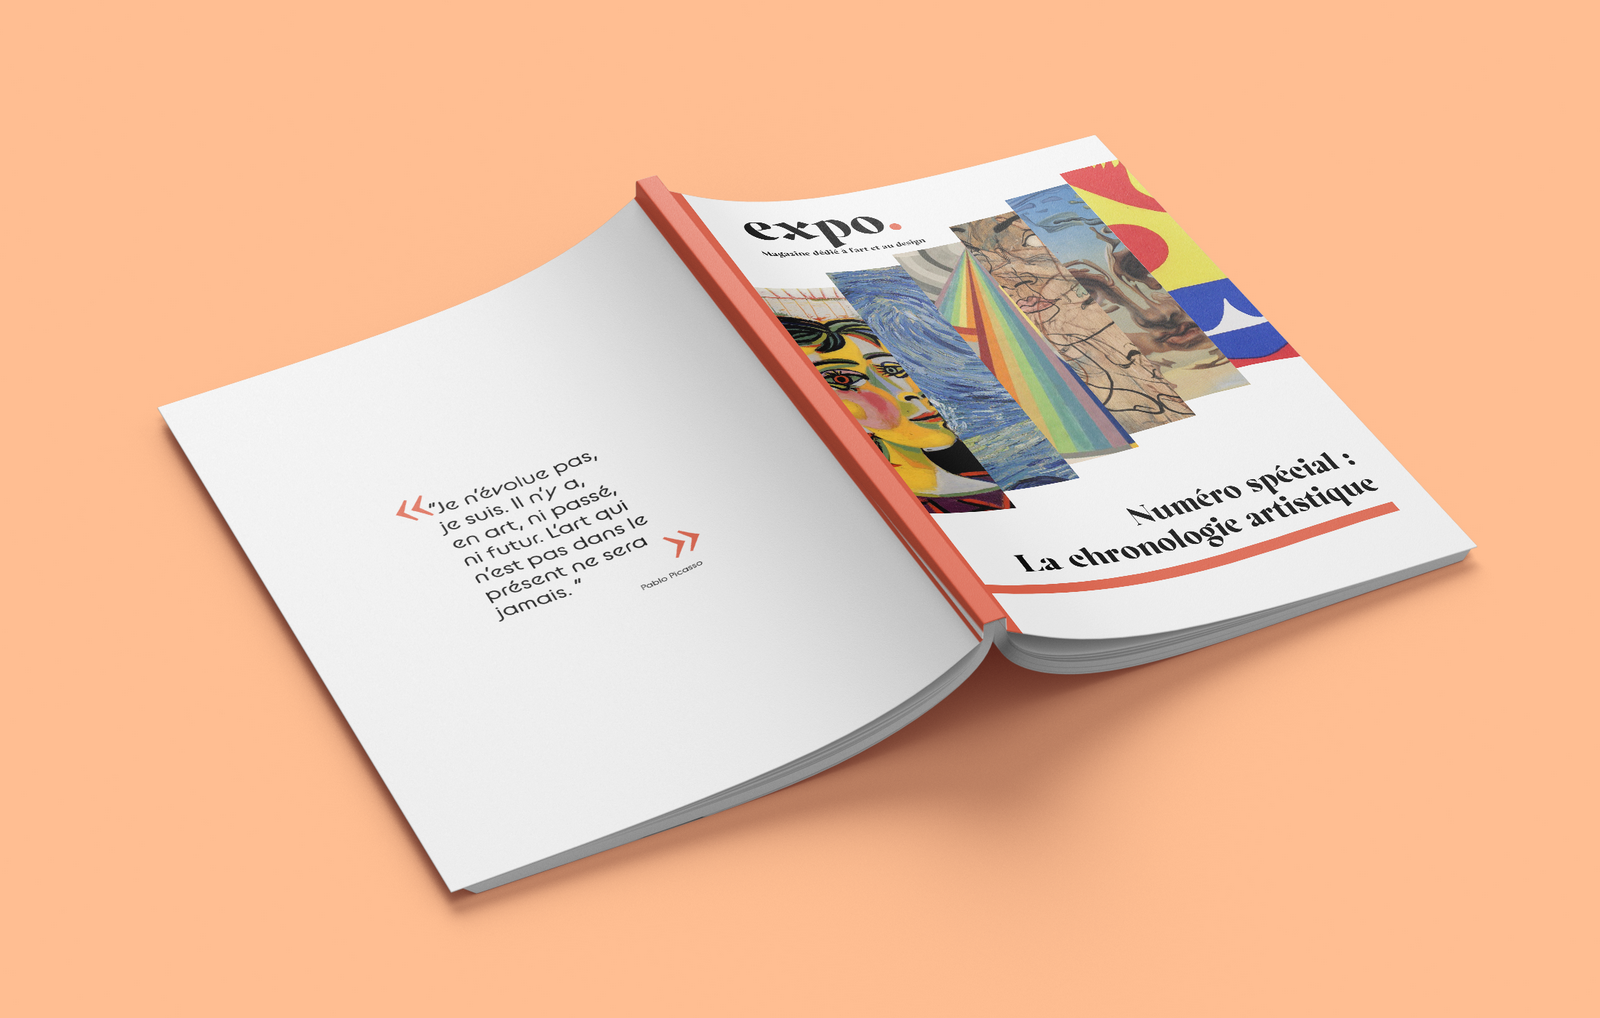 expo.
Magazine dédié à l'art et au design
Numéro spécial :
La chronologie artistique
«
"Je n'évolue pas,
je suis. Il n'y a,
en art, ni passé,
ni futur. L'art qui
n'est pas dans le
présent ne sera
jamais."
»
Pablo Picasso